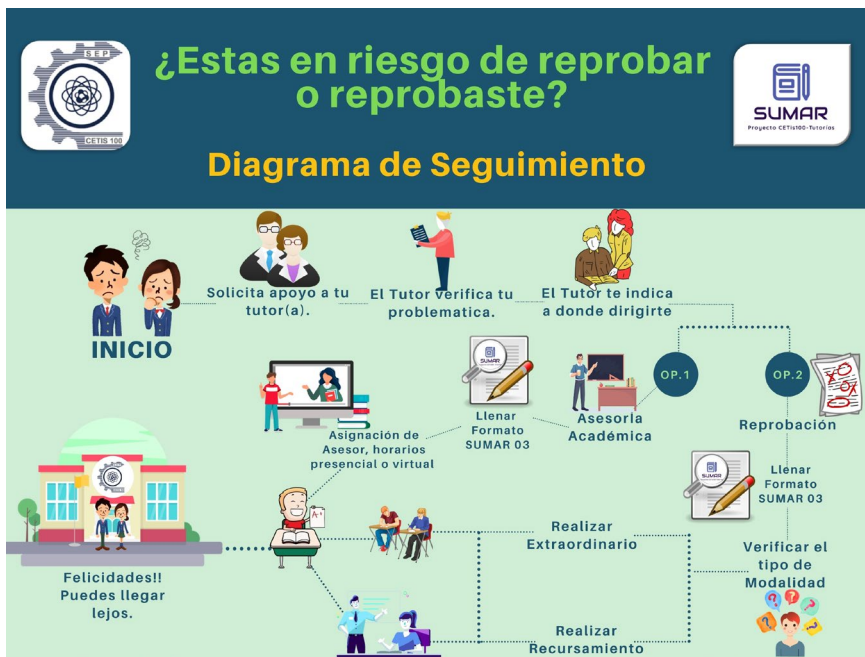 SEP
CETIS 100
¿Estas en riesgo de reprobar
o reprobaste?
SUMAR
Proyecto CETis100-Tutorías
Diagrama de Seguimiento
INICIO
Solicita apoyo a tu
tutor(a).
El Tutor verifica tu
problematica.
El Tutor te indica
a donde dirigirte
OP.1
OP.2
Asesoría
Académica
SUMAR
Llenar
Formato
SUMAR 03
Asignación de
Asesor, horarios
presencial o virtual
Reprobación
SUMAR
Llenar
Formato
SUMAR 03
Verificar el
tipo de
Modalidad
Realizar
Extraordinario
Realizar
Recursamiento
A+
Felicidades!!
Puedes llegar
lejos.